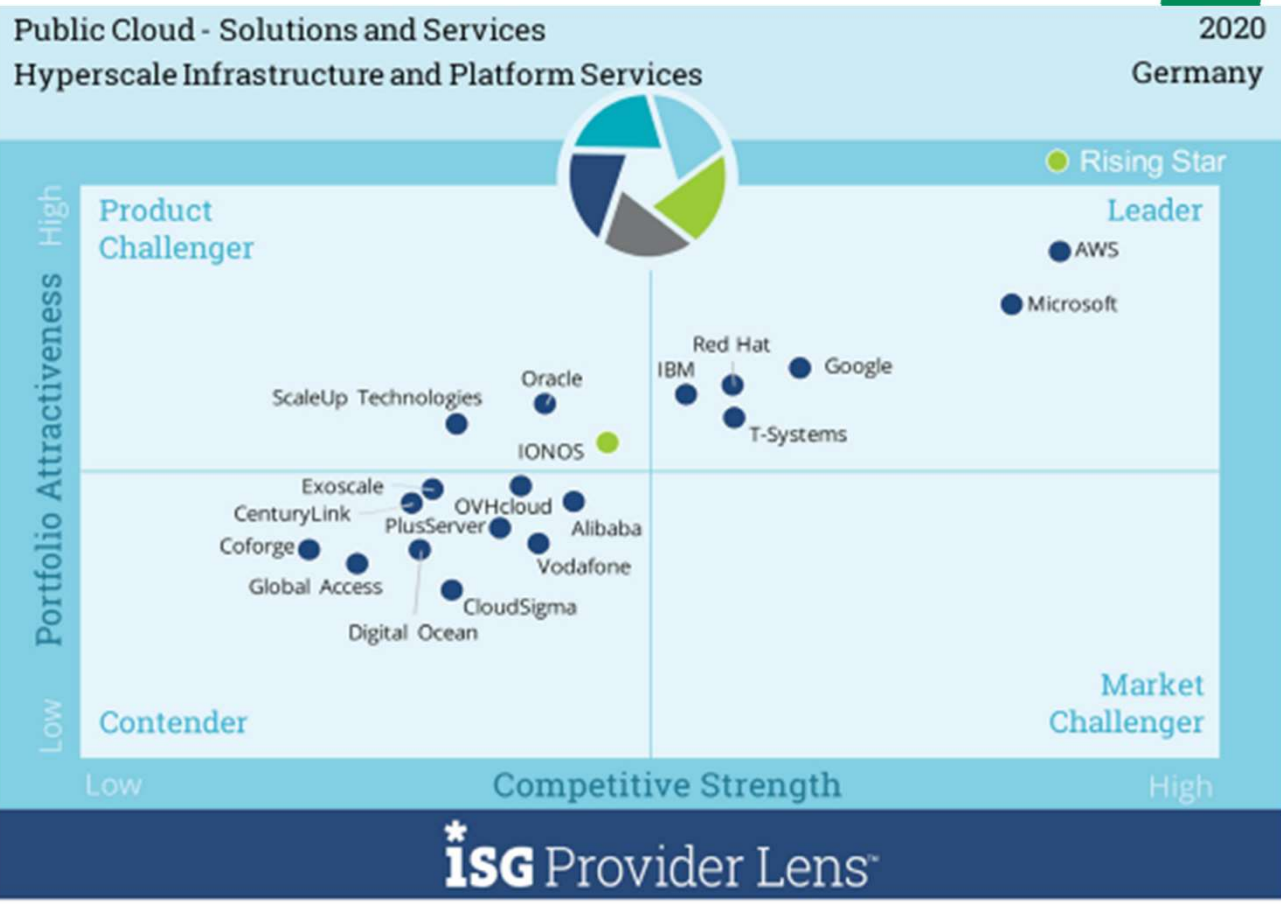 Public Cloud - Solutions and Services
2020
Hyperscale Infrastructure and Platform Services
Germany
Rising Star
High
Product
Challenger
Leader
AWS
Microsoft
Red Hat
IBM
Google
Oracle
ScaleUp Technologies
T-Systems
IONOS
Portfolio Attractiveness
Exoscale
CenturyLink
OVHcloud
PlusServer
Alibaba
Coforge
Vodafone
Global Access
CloudSigma
Digital Ocean
Market
Challenger
Contender
Low
Low
Competitive Strength
High
ISG Provider Lens™